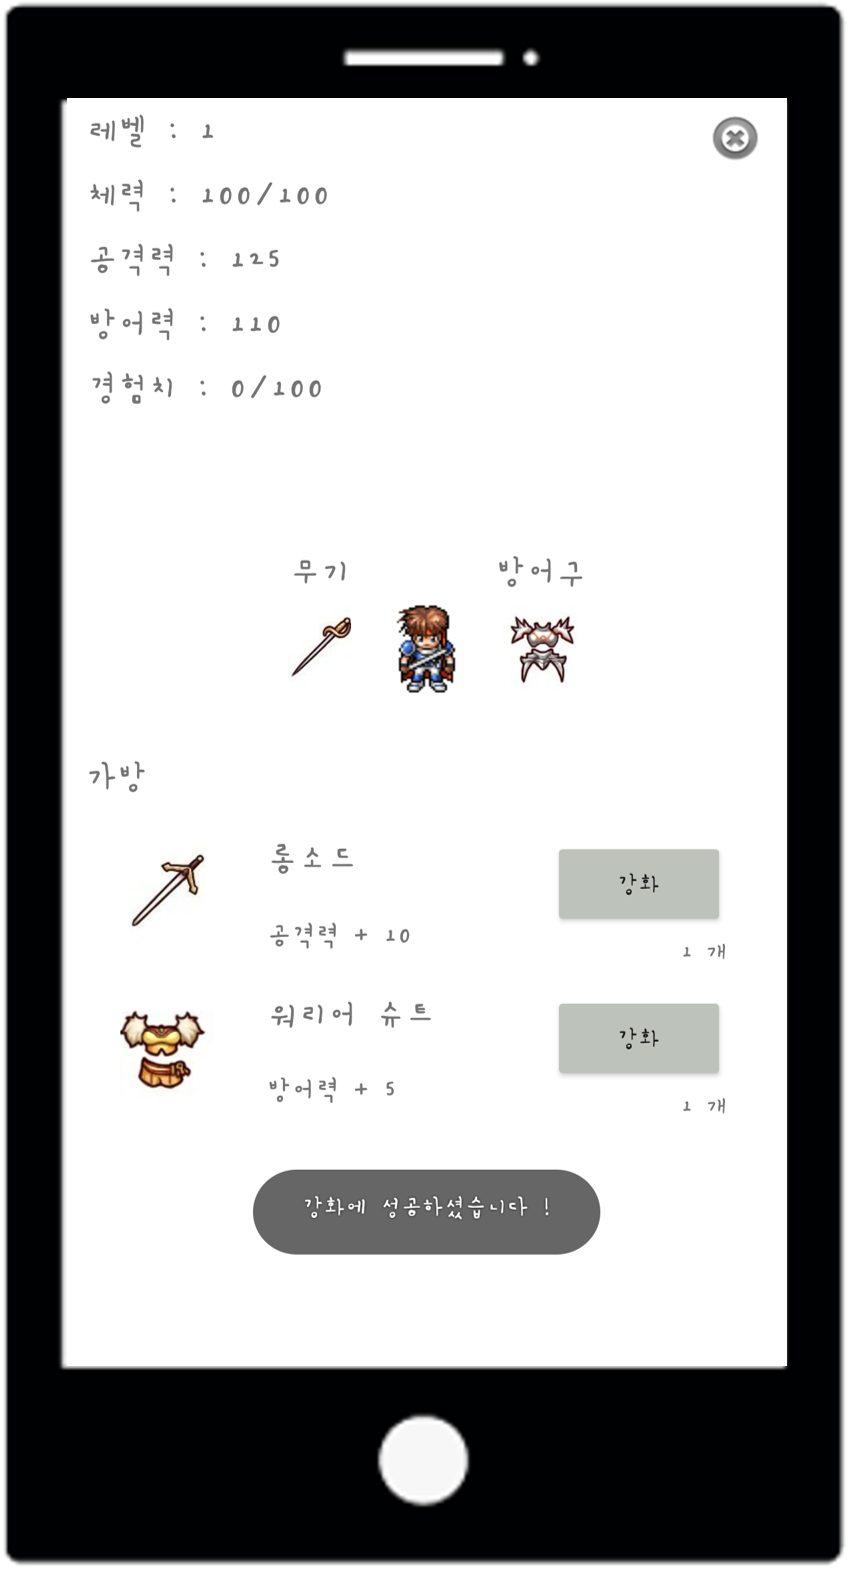 레벨 : 1
체력 : 100/100
공격력 : 125
방어력 : 110
경험치 : 0/100
무기
방어구
가방
롱소드
강화
공격력 + 10
1 개
워리어 슈트
강화
방어력 + 5
1 개
강화에 성공하셨습니다 !